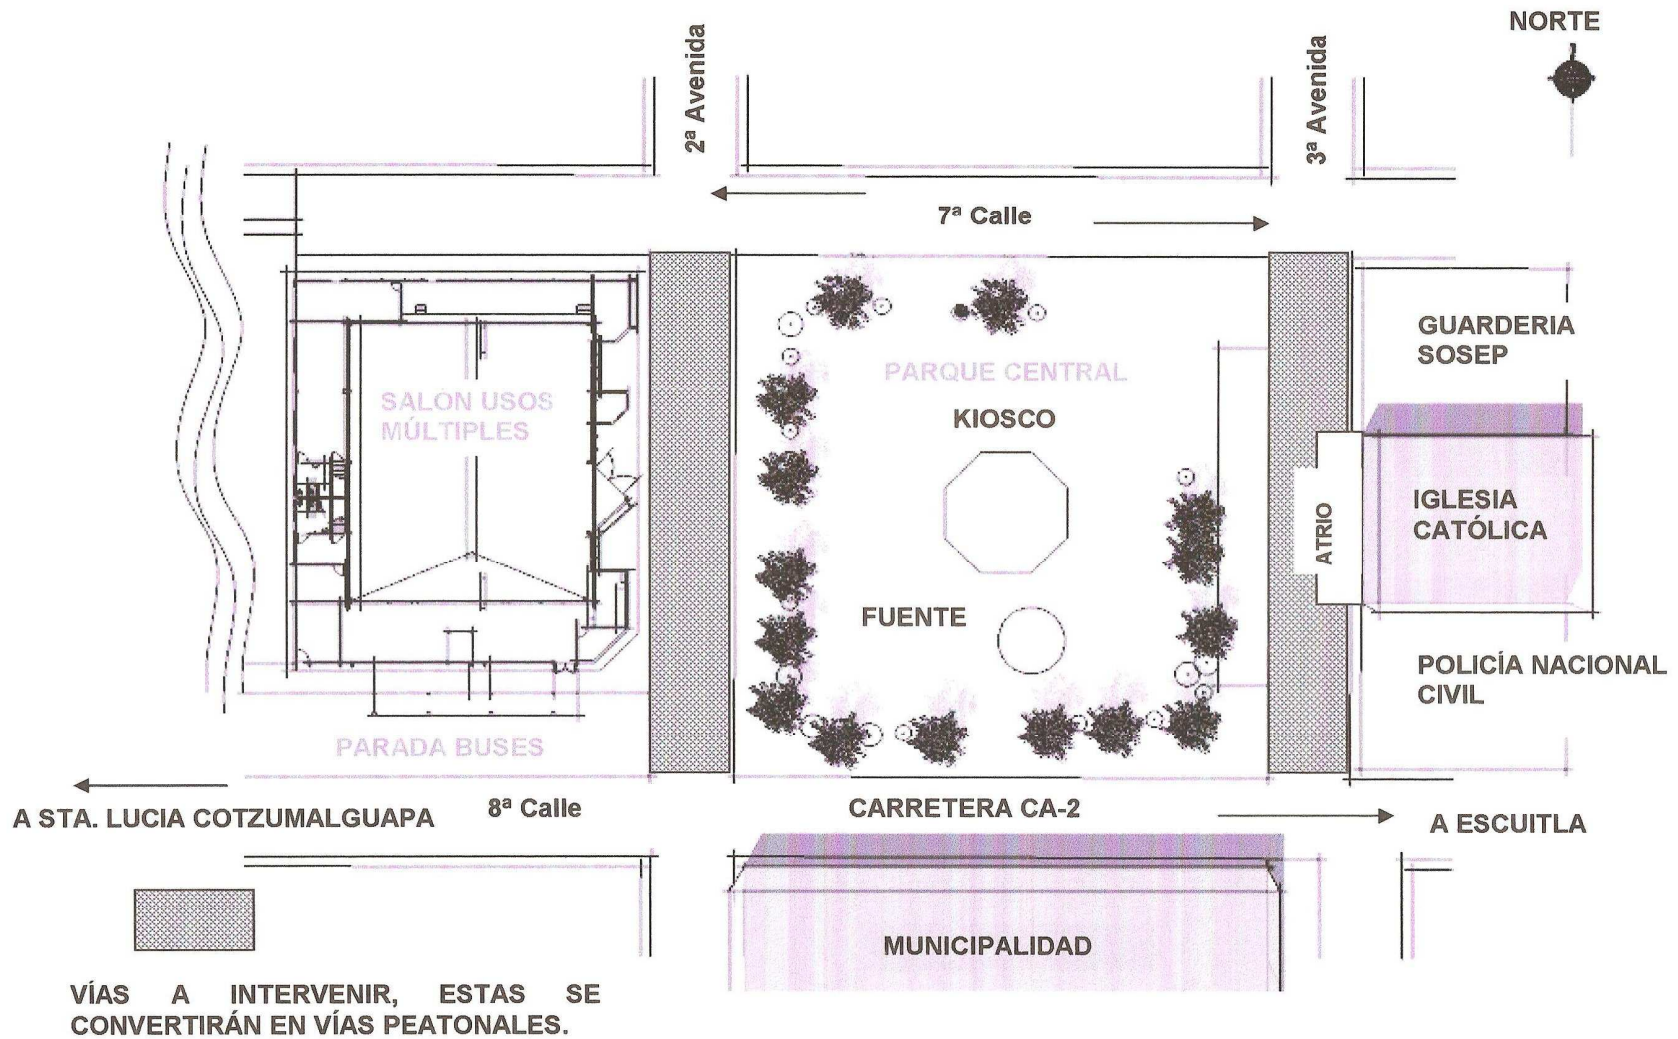 NORTE
2ª Avenida
3ª Avenida
7ª Calle
GUARDERIA
SOSEP
PARQUE CENTRAL
SALÓN USOS
MÚLTIPLES
KIOSCO
IGLESIA
CATÓLICA
ATRIO
FUENTE
POLICÍA NACIONAL
CIVIL
PARADA BUSES
A STA. LUCIA COTZUMALGUAPA
8ª Calle
CARRETERA CA-2
A ESCUITLA
MUNICIPALIDAD
VÍAS A INTERVENIR, ESTAS SE
CONVERTIRÁN EN VÍAS PEATONALES.